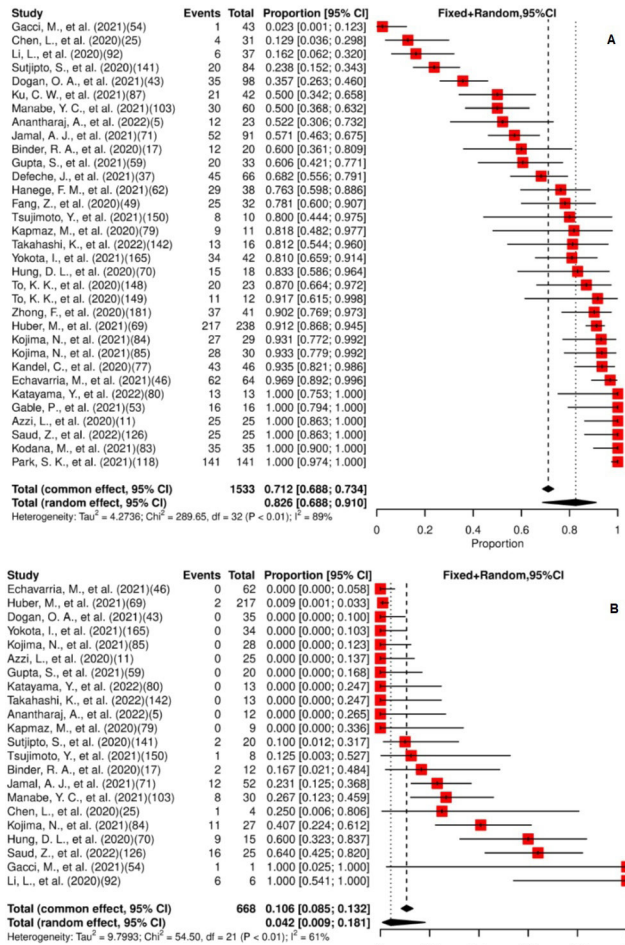 Study Events Total Proportion [95% CI] Fixed+Random,95%CI
A
Gacci, M., et al. (2021)(54) 1 43 0.023 [0.001; 0.123]
Chen, L., et al. (2020)(25) 4 31 0.129 [0.036; 0.298]
Li, L., et al. (2020)(92) 6 37 0.162 [0.062; 0.320]
Sutjipto, S., et al. (2020)(141) 20 84 0.238 [0.152; 0.343]
Dogan, O. A., et al. (2021)(43) 35 98 0.357 [0.263; 0.460]
Ku, C. W., et al. (2021)(87) 21 42 0.500 [0.342; 0.658]
Manabe, Y. C., et al. (2021)(103) 30 60 0.500 [0.368; 0.632]
Anantharaj, A., et al. (2022)(5) 12 23 0.522 [0.306; 0.732]
Jamal, A. J., et al. (2021)(71) 52 91 0.571 [0.463; 0.675]
Binder, R. A., et al. (2020)(17) 12 20 0.600 [0.361; 0.809]
Gupta, S., et al. (2021)(59) 20 33 0.606 [0.421; 0.771]
Defeche, J., et al. (2021)(37) 45 66 0.682 [0.556; 0.791]
Hanege, F. M., et al. (2021)(62) 29 38 0.763 [0.598; 0.886]
Fang, Z., et al. (2020)(49) 25 32 0.781 [0.600; 0.907]
Tsujimoto, Y., et al. (2021)(150) 8 10 0.800 [0.444; 0.975]
Kapmaz, M., et al. (2020)(79) 9 11 0.818 [0.482; 0.977]
Takahashi, K., et al. (2022)(142) 13 16 0.812 [0.544; 0.960]
Yokota, I., et al. (2021)(165) 34 42 0.810 [0.659; 0.914]
Hung, D. L., et al. (2020)(70) 15 18 0.833 [0.586; 0.964]
To, K. K., et al. (2020)(148) 20 23 0.870 [0.664; 0.972]
To, K. K., et al. (2020)(149) 11 12 0.917 [0.615; 0.998]
Zhong, F., et al. (2020)(181) 37 41 0.902 [0.769; 0.973]
Huber, M., et al. (2021)(69) 217 238 0.912 [0.868; 0.945]
Kojima, N., et al. (2021)(84) 27 29 0.931 [0.772; 0.992]
Kojima, N., et al. (2021)(85) 28 30 0.933 [0.779; 0.992]
Kandel, C., et al. (2020)(77) 43 46 0.935 [0.821; 0.986]
Echavarria, M., et al. (2021)(46) 62 64 0.969 [0.892; 0.996]
Katayama, Y., et al. (2022)(80) 13 13 1.000 [0.753; 1.000]
Gable, P., et al. (2021)(53) 16 16 1.000 [0.794; 1.000]
Azzi, L., et al. (2020)(11) 25 25 1.000 [0.863; 1.000]
Saud, Z., et al. (2022)(126) 25 25 1.000 [0.863; 1.000]
Kodana, M., et al. (2021)(83) 35 35 1.000 [0.900; 1.000]
Park, S. K., et al. (2021)(118) 141 141 1.000 [0.974; 1.000]
Total (common effect, 95% CI) 1533 0.712 [0.688; 0.734]
Total (random effect, 95% CI) 0.826 [0.688; 0.910]
Heterogeneity: Tau² = 4.2736; Chi² = 289.65, df = 32 (P < 0.01); I² = 89%
0 0.2 0.4 0.6 0.8 1
Proportion
Study Events Total Proportion [95% CI] Fixed+Random,95%CI
B
Echavarria, M., et al. (2021)(46) 0 62 0.000 [0.000; 0.058]
Huber, M., et al. (2021)(69) 2 217 0.009 [0.001; 0.033]
Dogan, O. A., et al. (2021)(43) 0 35 0.000 [0.000; 0.100]
Yokota, I., et al. (2021)(165) 0 34 0.000 [0.000; 0.103]
Kojima, N., et al. (2021)(85) 0 28 0.000 [0.000; 0.123]
Azzi, L., et al. (2020)(11) 0 25 0.000 [0.000; 0.137]
Gupta, S., et al. (2021)(59) 0 20 0.000 [0.000; 0.168]
Katayama, Y., et al. (2022)(80) 0 13 0.000 [0.000; 0.247]
Takahashi, K., et al. (2022)(142) 0 13 0.000 [0.000; 0.247]
Anantharaj, A., et al. (2022)(5) 0 12 0.000 [0.000; 0.265]
Kapmaz, M., et al. (2020)(79) 0 9 0.000 [0.000; 0.336]
Sutjipto, S., et al. (2020)(141) 2 20 0.100 [0.012; 0.317]
Tsujimoto, Y., et al. (2021)(150) 1 8 0.125 [0.003; 0.527]
Binder, R. A., et al. (2020)(17) 2 12 0.167 [0.021; 0.484]
Jamal, A. J., et al. (2021)(71) 12 52 0.231 [0.125; 0.368]
Manabe, Y. C., et al. (2021)(103) 8 30 0.267 [0.123; 0.459]
Chen, L., et al. (2020)(25) 1 4 0.250 [0.006; 0.806]
Kojima, N., et al. (2021)(84) 11 27 0.407 [0.224; 0.612]
Hung, D. L., et al. (2020)(70) 9 15 0.600 [0.323; 0.837]
Saud, Z., et al. (2022)(126) 16 25 0.640 [0.425; 0.820]
Gacci, M., et al. (2021)(54) 1 1 1.000 [0.025; 1.000]
Li, L., et al. (2020)(92) 6 6 1.000 [0.541; 1.000]
Total (common effect, 95% CI) 668 0.106 [0.085; 0.132]
Total (random effect, 95% CI) 0.042 [0.009; 0.181]
Heterogeneity: Tau² = 9.7993; Chi² = 54.50, df = 21 (P < 0.01); I² = 61%